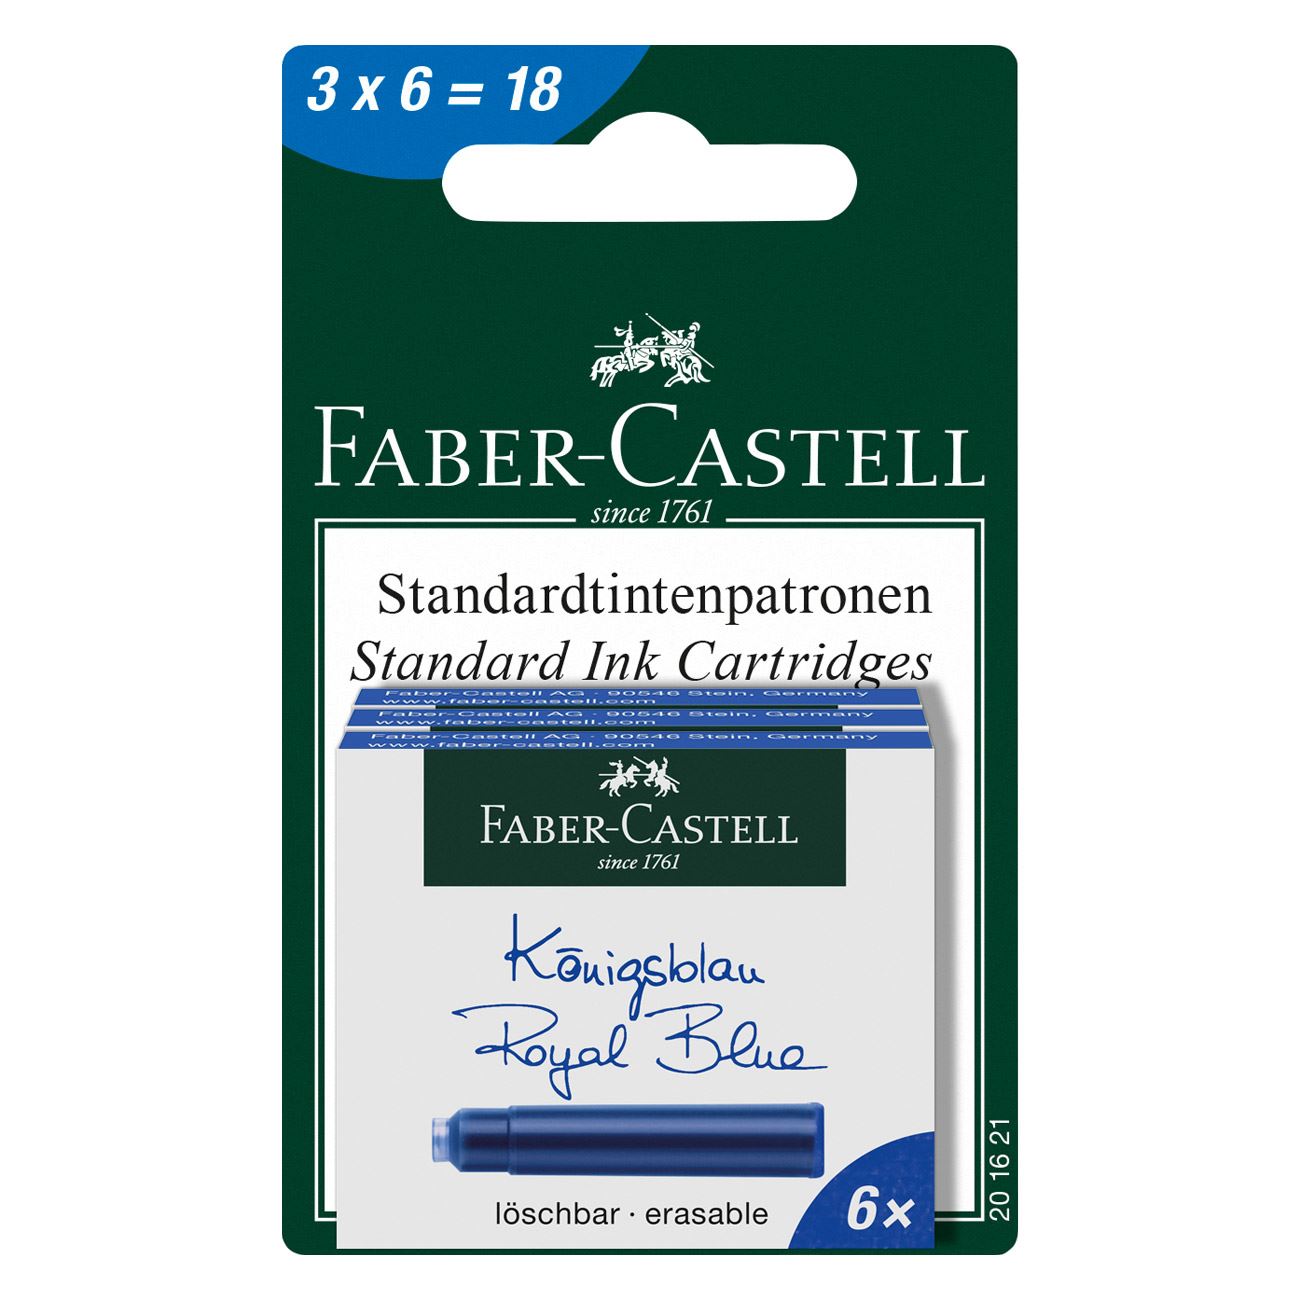 3 x 6 = 18
FABER-CASTELL
since 1761
Standardtintenpatronen
Standard Ink Cartridges
Faber-Castell AG · 90546 Stein, Germany
www.faber-castell.com
Faber-Castell AG · 90546 Stein, Germany
www.faber-castell.com
Faber-Castell AG · 90546 Stein, Germany
www.faber-castell.com
FABER-CASTELL
since 1761
Königsblau
Royal Blue
löschbar · erasable
6x
20 16 21